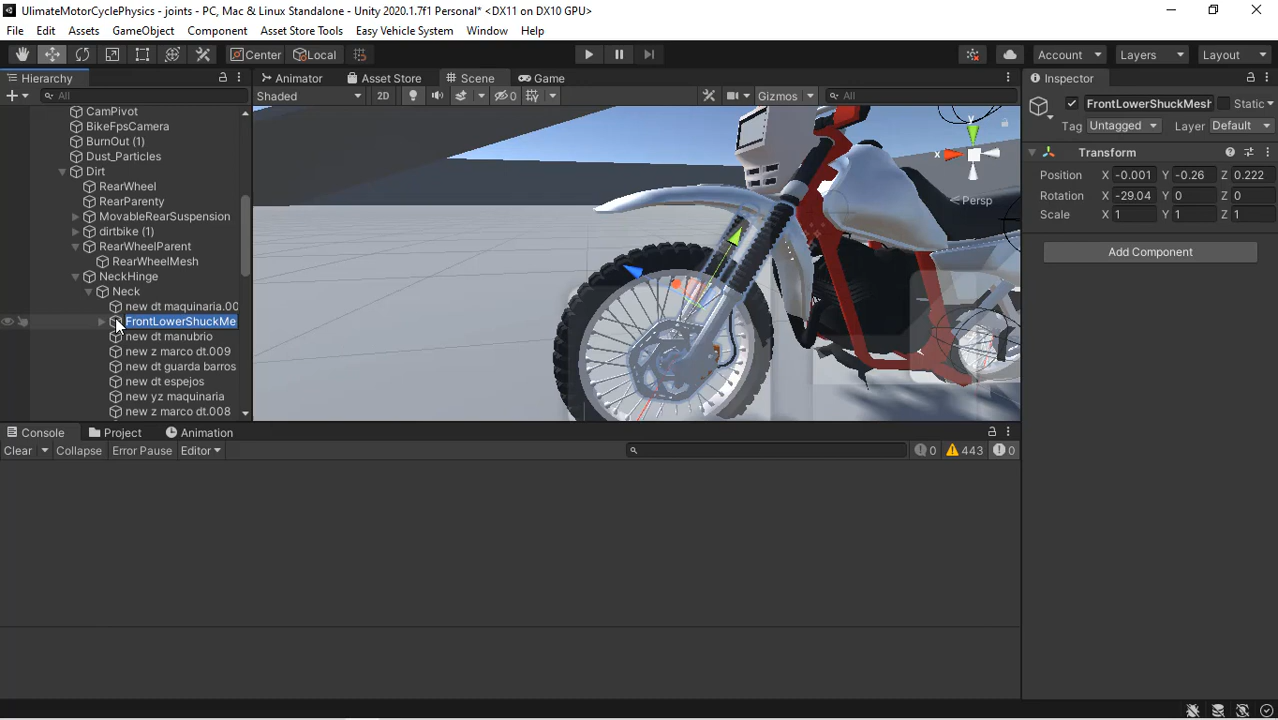 UlimateMotorCyclePhysics - joints - PC, Mac & Linux Standalone - Unity 2020.1.7f1 Personal* <DX11 on DX10 GPU>
File Edit Assets GameObject Component Asset Store Tools Easy Vehicle System Window Help
Center Local Account Layers Layout
Hierarchy Animator Asset Store Scene Game Inspector
All Shaded 2D 0 Gizmos All FrontLowerShuckMesh Static
CamPivot
BikeFpsCamera
BurnOut (1)
Dust_Particles
Dirt
RearWheel
RearParenty
MovableRearSuspension
dirtbike (1)
RearWheelParent
RearWheelMesh
NeckHinge
Neck
new dt maquinaria.00
FrontLowerShuckMe
new dt manubrio
new z marco dt.009
new dt guarda barros
new dt espejos
new yz maquinaria
new z marco dt.008
y
x
Persp
Tag Untagged Layer Default
Transform
Position X -0.001 Y -0.26 Z 0.222
Rotation X -29.04 Y 0 Z 0
Scale X 1 Y 1 Z 1
Add Component
Console Project Animation
Clear Collapse Error Pause Editor 0 443 0